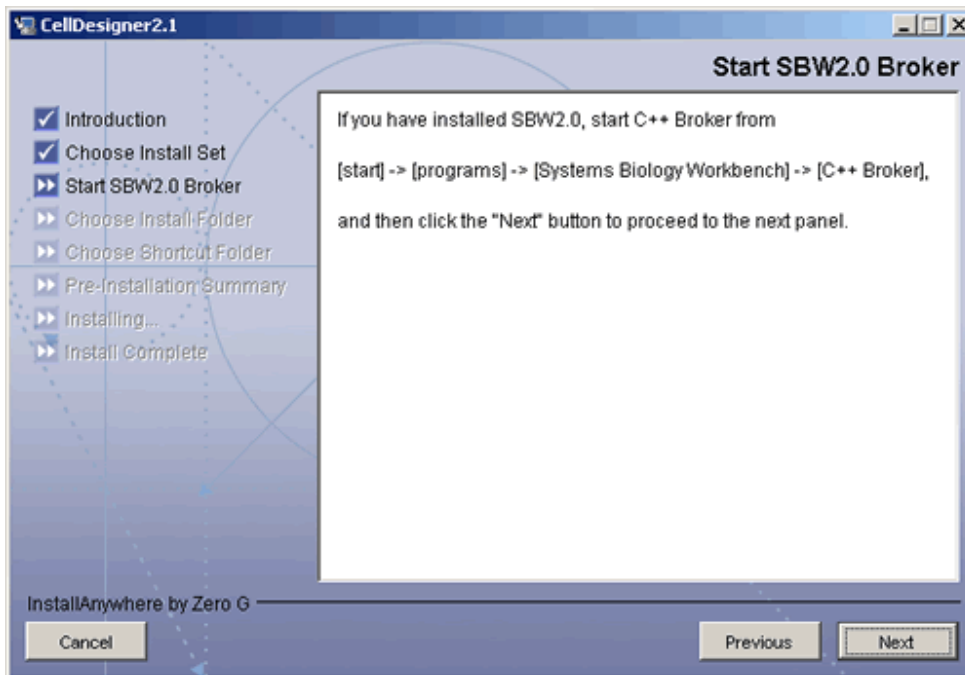 CellDesigner2.1
Start SBW2.0 Broker
Introduction
Choose Install Set
Start SBW2.0 Broker
Choose Install Folder
Choose Shortcut Folder
Pre-Installation Summary
Installing...
Install Complete
If you have installed SBW2.0, start C++ Broker from
[start] -> [programs] -> [Systems Biology Workbench] -> [C++ Broker],
and then click the "Next" button to proceed to the next panel.
InstallAnywhere by Zero G
Cancel
Previous
Next